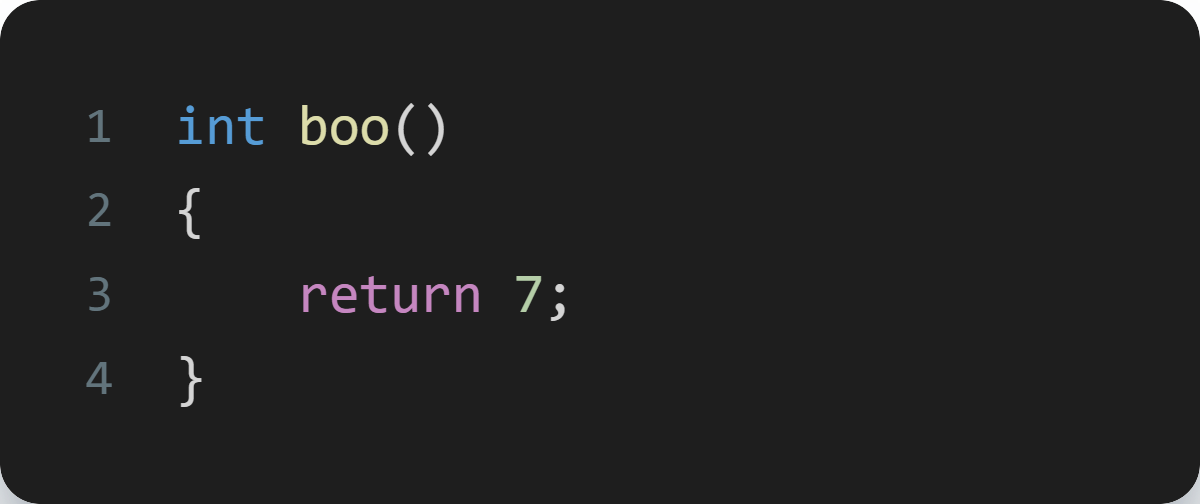 1 int boo()
2 {
3     return 7;
4 }